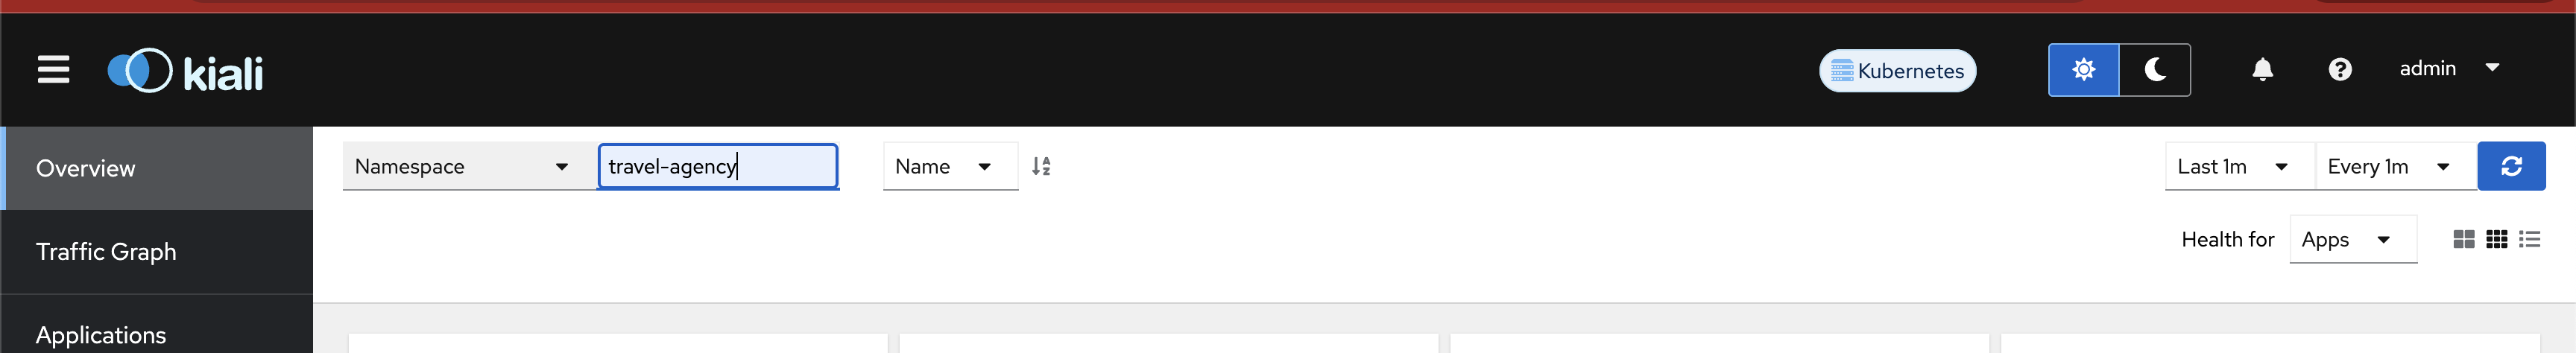 kiali
Kubernetes
admin
Overview
Traffic Graph
Applications
Namespace
travel-agency
Name
Last 1m
Every 1m
Health for
Apps